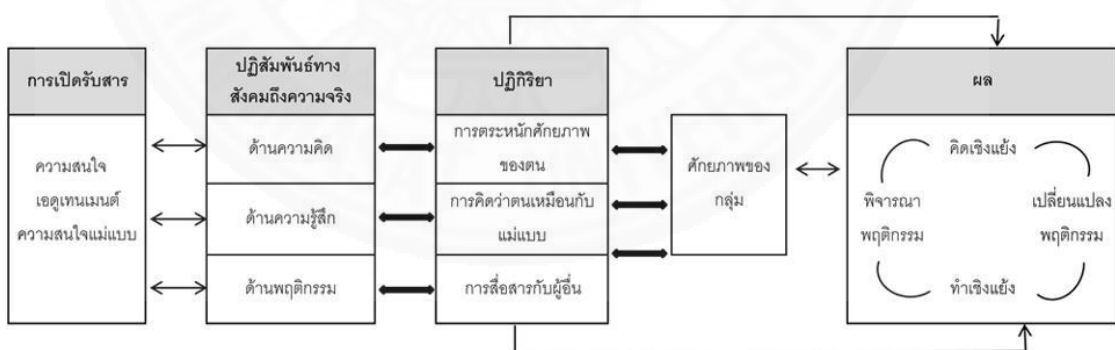 การเปิดรับสาร
ความสนใจ
เอดูเทนเมนต์
ความสนใจแม่แบบ
ปฏิสัมพันธ์ทาง
สังคมถึงความจริง
ด้านความคิด
ด้านความรู้สึก
ด้านพฤติกรรม
ปฏิกิริยา
การตระหนักศักยภาพ
ของตน
การคิดว่าตนเหมือนกับ
แม่แบบ
การสื่อสารกับผู้อื่น
ศักยภาพของ
กลุ่ม
ผล
คิดเชิงแย้ง
พิจารณา
พฤติกรรม
เปลี่ยนแปลง
พฤติกรรม
ทำเชิงแย้ง